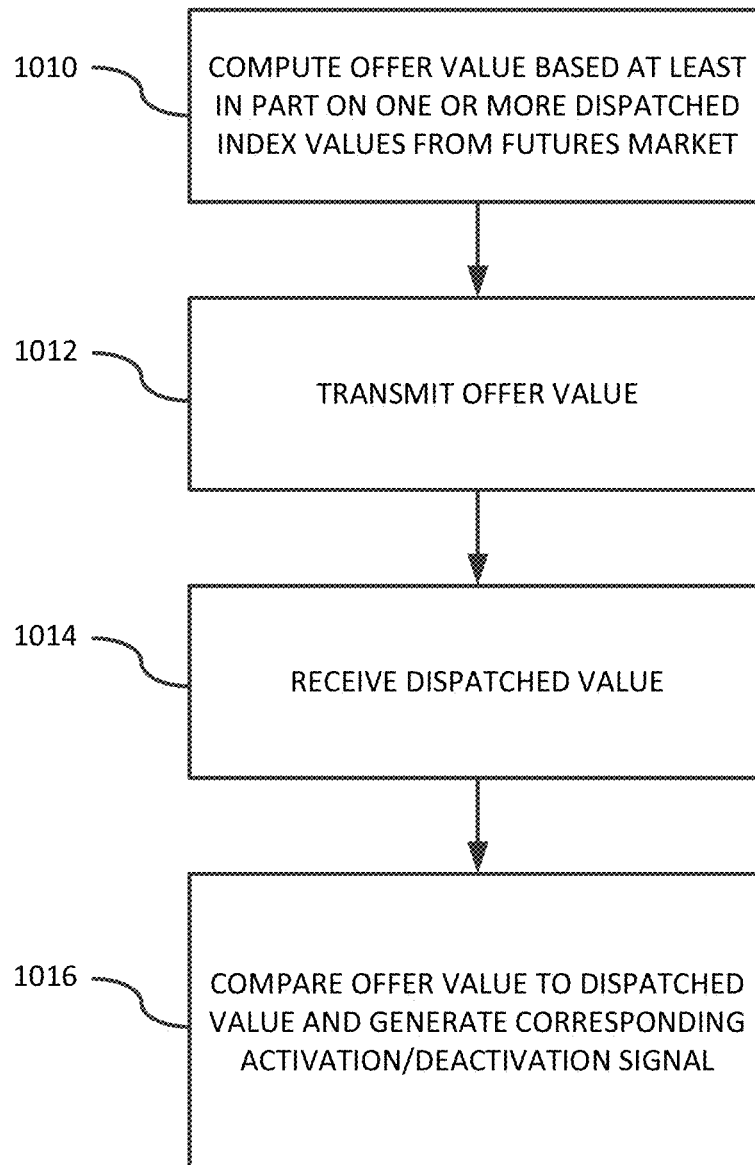 1010
COMPUTE OFFER VALUE BASED AT LEAST
IN PART ON ONE OR MORE DISPATCHED
INDEX VALUES FROM FUTURES MARKET
1012
TRANSMIT OFFER VALUE
1014
RECEIVE DISPATCHED VALUE
1016
COMPARE OFFER VALUE TO DISPATCHED
VALUE AND GENERATE CORRESPONDING
ACTIVATION/DEACTIVATION SIGNAL